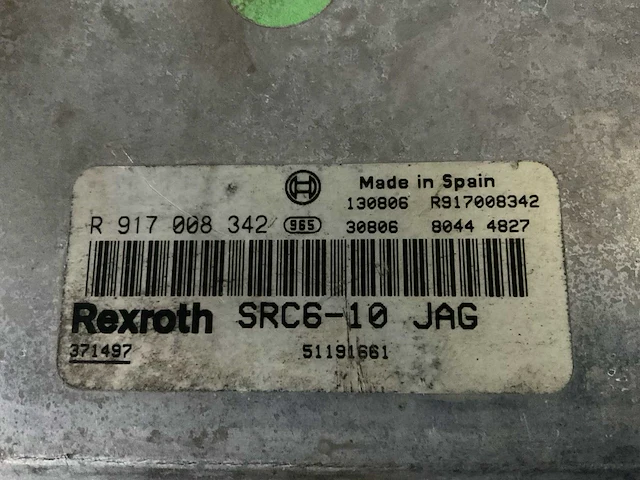 Made in Spain
130806 R917008342
R 917 008 342 965 30806 8044 4827
Rexroth SRC6-10 JAG
371497 51191661